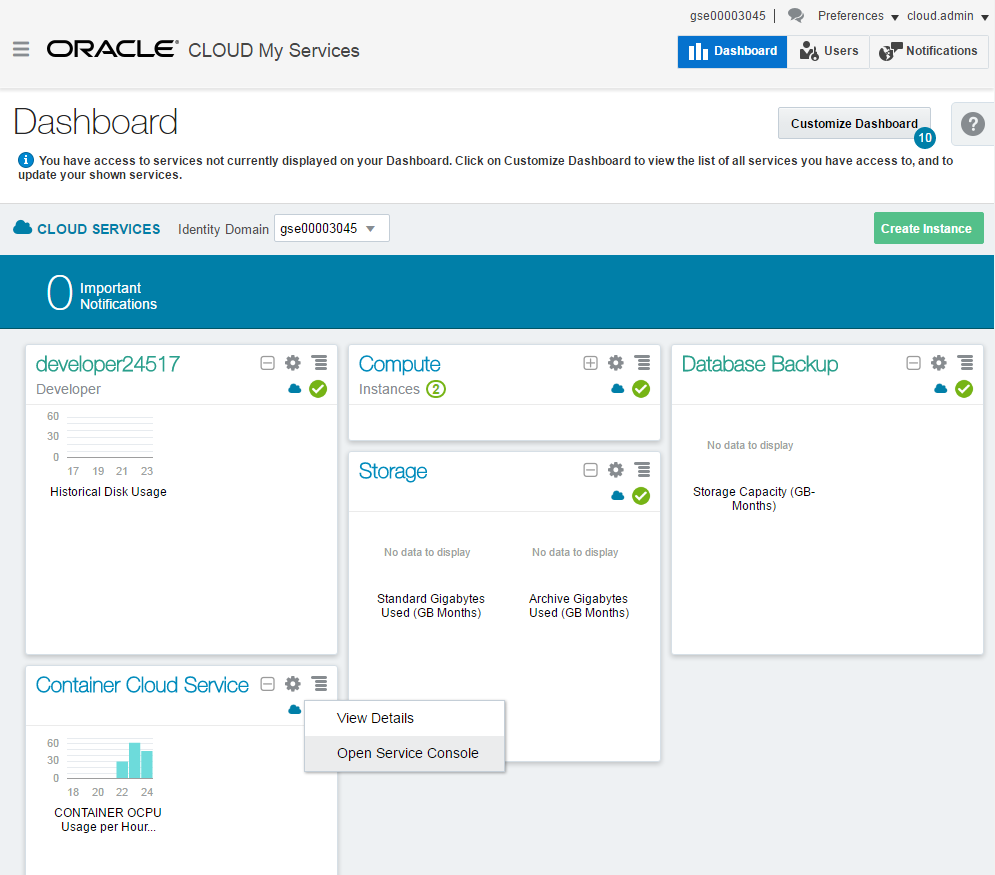 gse00003045
Preferences
cloud.admin
ORACLE® CLOUD My Services
Dashboard
Users
Notifications
Dashboard
Customize Dashboard
10
?
You have access to services not currently displayed on your Dashboard. Click on Customize Dashboard to view the list of all services you have access to, and to
update your shown services.
CLOUD SERVICES
Identity Domain
gse00003045
Create Instance
0
Important
Notifications
developer24517
Developer
60
30
0
17 19 21 23
Historical Disk Usage
Compute
Instances 2
Storage
No data to display
Standard Gigabytes
Used (GB Months)
No data to display
Archive Gigabytes
Used (GB Months)
Database Backup
No data to display
Storage Capacity (GB-
Months)
Container Cloud Service
60
30
0
18 20 22 24
CONTAINER OCPU
Usage per Hour...
View Details
Open Service Console